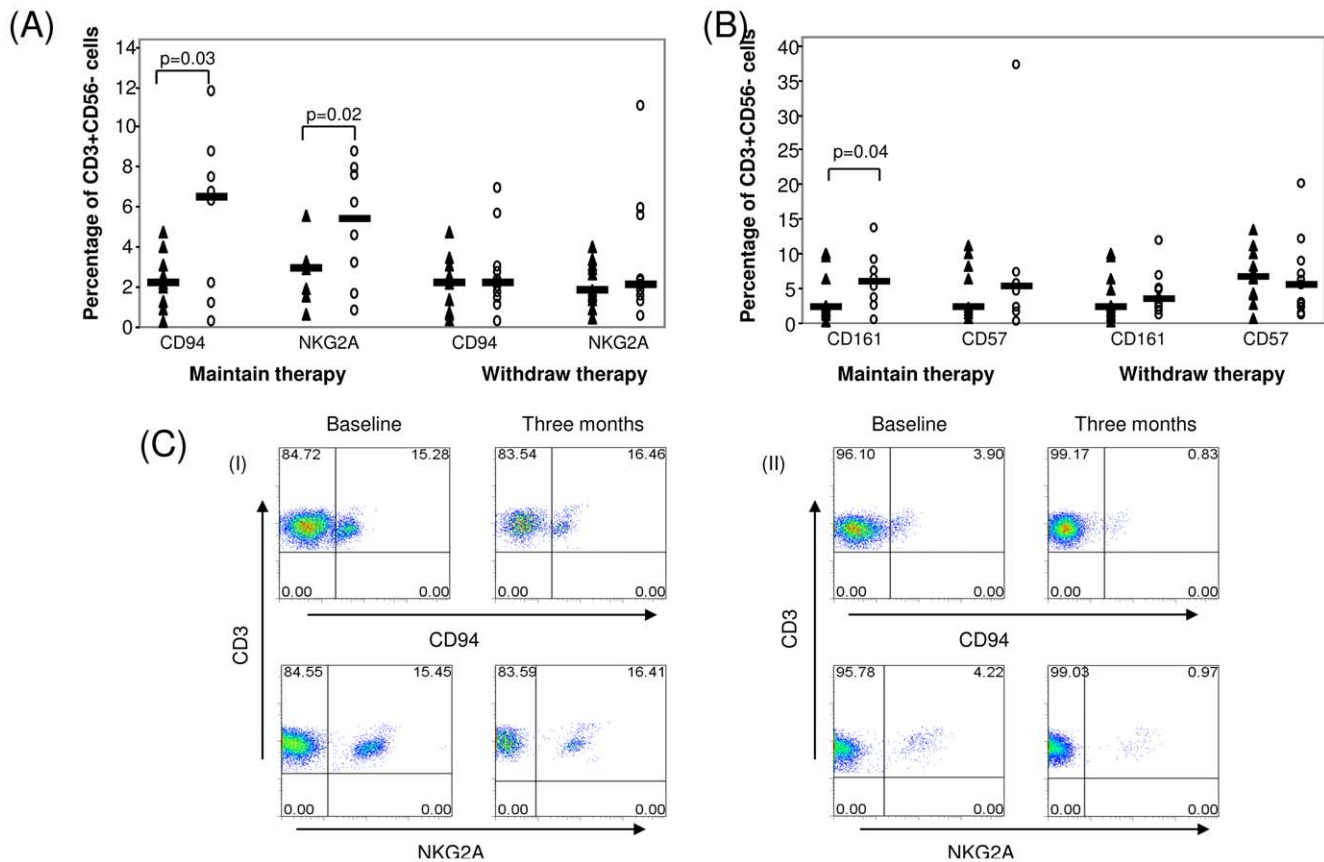 (A)
Percentage of CD3+CD56- cells
14
12
10
8
6
4
2
0
p=0.03
p=0.02
CD94
NKG2A
CD94
NKG2A
Maintain therapy
Withdraw therapy
(B)
Percentage of CD3+CD56- cells
40
35
30
25
20
15
10
5
0
p=0.04
CD161
CD57
CD161
CD57
Maintain therapy
Withdraw therapy
(C)
(I)
Baseline
Three months
84.72 15.28
0.00 0.00
83.54 16.46
0.00 0.00
CD3
CD94
84.55 15.45
0.00 0.00
83.59 16.41
0.00 0.00
NKG2A
(II)
Baseline
Three months
96.10 3.90
0.00 0.00
99.17 0.83
0.00 0.00
CD3
CD94
95.78 4.22
0.00 0.00
99.03 0.97
0.00 0.00
NKG2A